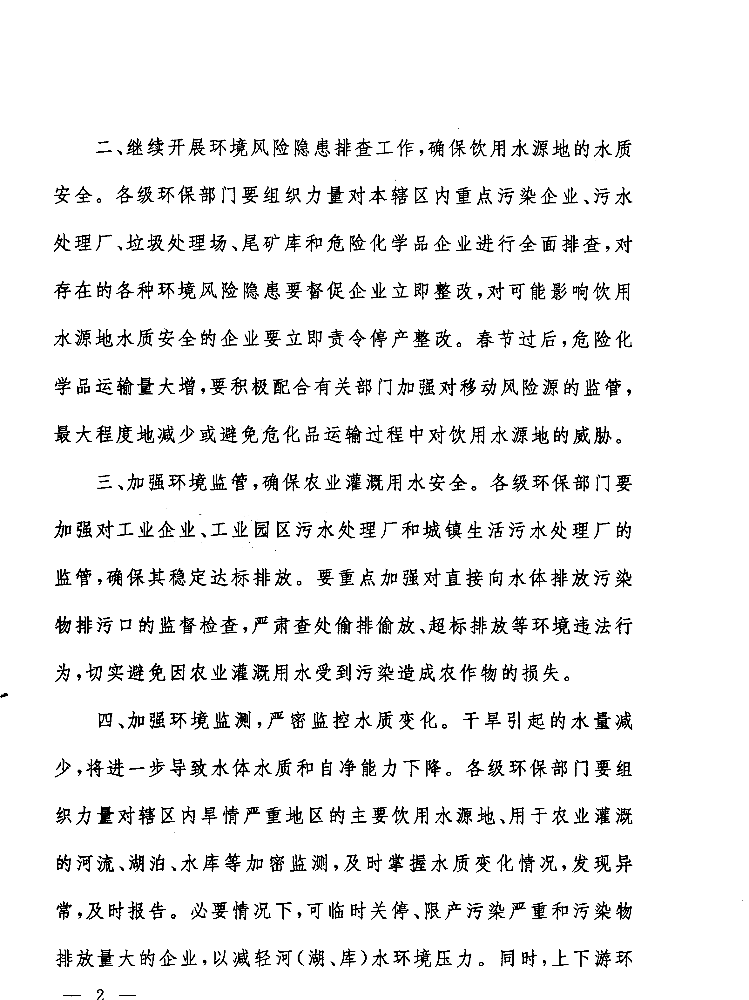 二、继续开展环境风险隐患排查工作,确保饮用水源地的水质
安全。各级环保部门要组织力量对本辖区内重点污染企业、污水
处理厂、垃圾处理场、尾矿库和危险化学品企业进行全面排查,对
存在的各种环境风险隐患要督促企业立即整改,对可能影响饮用
水源地水质安全的企业要立即责令停产整改。春节过后,危险化
学品运输量大增,要积极配合有关部门加强对移动风险源的监管,
最大程度地减少或避免危化品运输过程中对饮用水源地的威胁。
三、加强环境监管,确保农业灌溉用水安全。各级环保部门要
加强对工业企业、工业园区污水处理厂和城镇生活污水处理厂的
监管,确保其稳定达标排放。要重点加强对直接向水体排放污染
物排污口的监督检查,严肃查处偷排偷放、超标排放等环境违法行
为,切实避免因农业灌溉用水受到污染造成农作物的损失。
四、加强环境监测,严密监控水质变化。干旱引起的水量减
少,将进一步导致水体水质和自净能力下降。各级环保部门要组
织力量对辖区内旱情严重地区的主要饮用水源地、用于农业灌溉
的河流、湖泊、水库等加密监测,及时掌握水质变化情况,发现异
常,及时报告。必要情况下,可临时关停、限产污染严重和污染物
排放量大的企业,以减轻河(湖、库)水环境压力。同时,上下游环
— 2 —